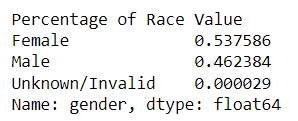 Percentage of Race Value
Female             0.537586
Male               0.462384
Unknown/Invalid    0.000029
Name: gender, dtype: float64